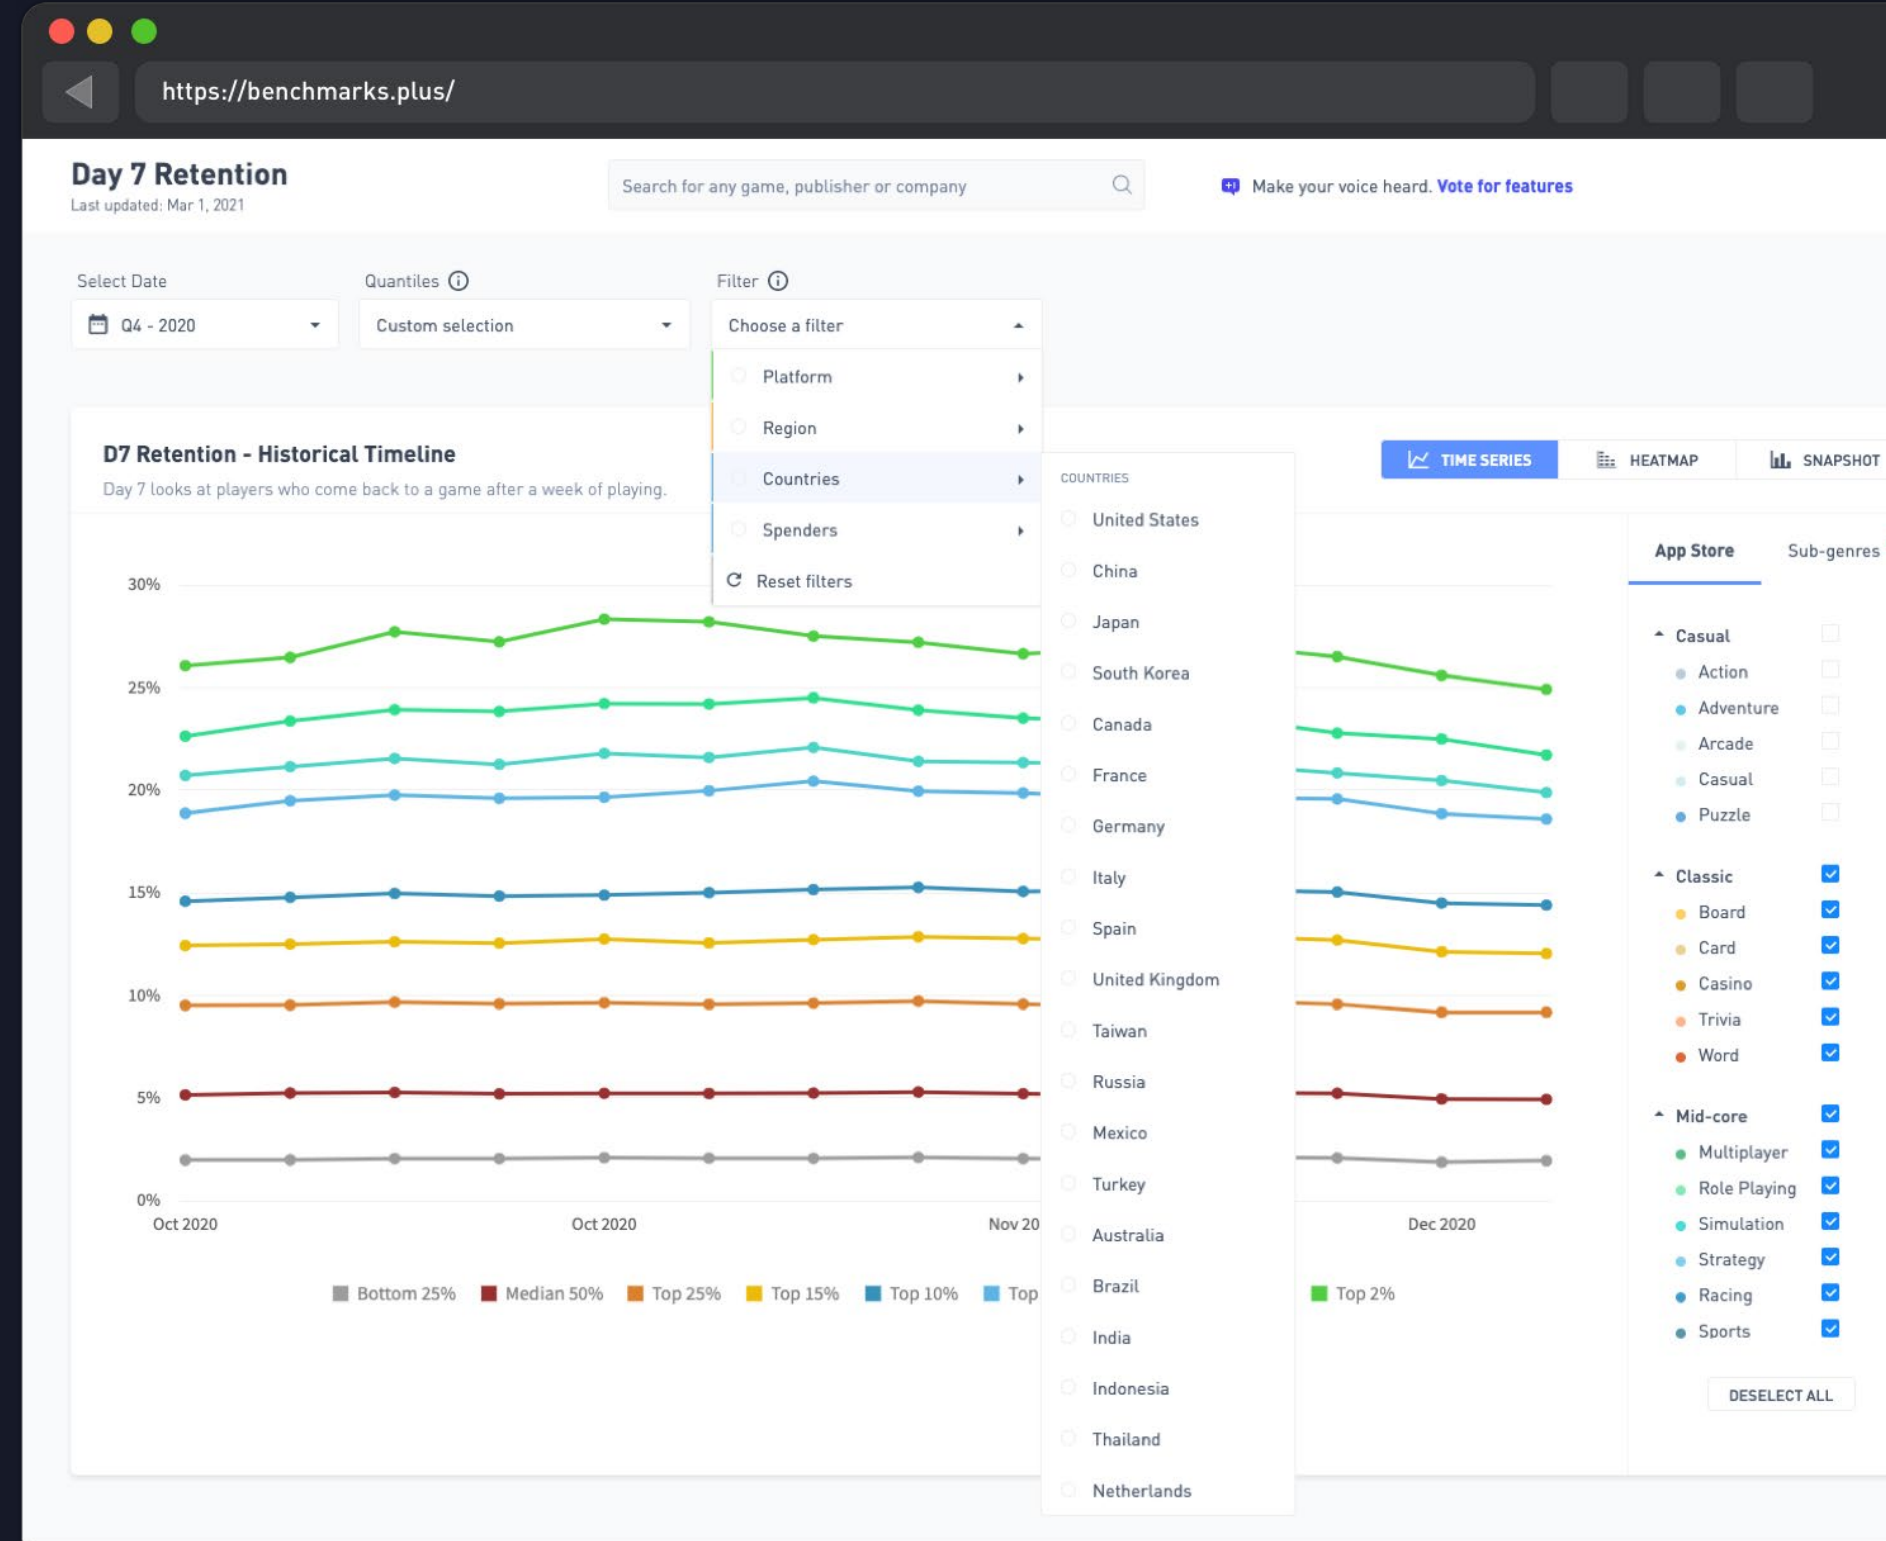 https://benchmarks.plus/
Day 7 Retention
Last updated: Mar 1, 2021
Search for any game, publisher or company
Make your voice heard. Vote for features
Select Date
Q4 - 2020
Quantiles
Custom selection
Filter
Choose a filter
Platform
Region
Countries
Spenders
Reset filters
COUNTRIES
United States
China
Japan
South Korea
Canada
France
Germany
Italy
Spain
United Kingdom
Taiwan
Russia
Mexico
Turkey
Australia
Brazil
India
Indonesia
Thailand
Netherlands
D7 Retention - Historical Timeline
Day 7 looks at players who come back to a game after a week of playing.
TIME SERIES
HEATMAP
SNAPSHOT
30%
25%
20%
15%
10%
5%
0%
Oct 2020
Oct 2020
Nov 20
Dec 2020
Bottom 25%
Median 50%
Top 25%
Top 15%
Top 10%
Top
Top 2%
App Store
Sub-genres
Casual
Action
Adventure
Arcade
Casual
Puzzle
Classic
Board
Card
Casino
Trivia
Word
Mid-core
Multiplayer
Role Playing
Simulation
Strategy
Racing
Sports
DESELECT ALL